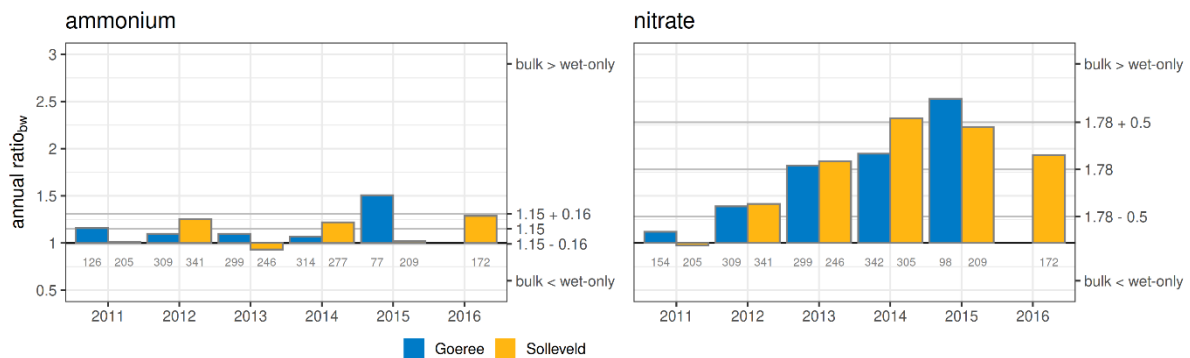 ammonium
nitrate
annual ratio bw
3
2.5
2
1.5
1
0.5
bulk > wet-only
1.15 + 0.16
1.15
1.15 - 0.16
bulk < wet-only
126 205 309 341 299 246 314 277 77 209 172
2011 2012 2013 2014 2015 2016
bulk > wet-only
1.78 + 0.5
1.78
1.78 - 0.5
bulk < wet-only
154 205 309 341 299 246 342 305 98 209 172
2011 2012 2013 2014 2015 2016
Goeree Solleveld